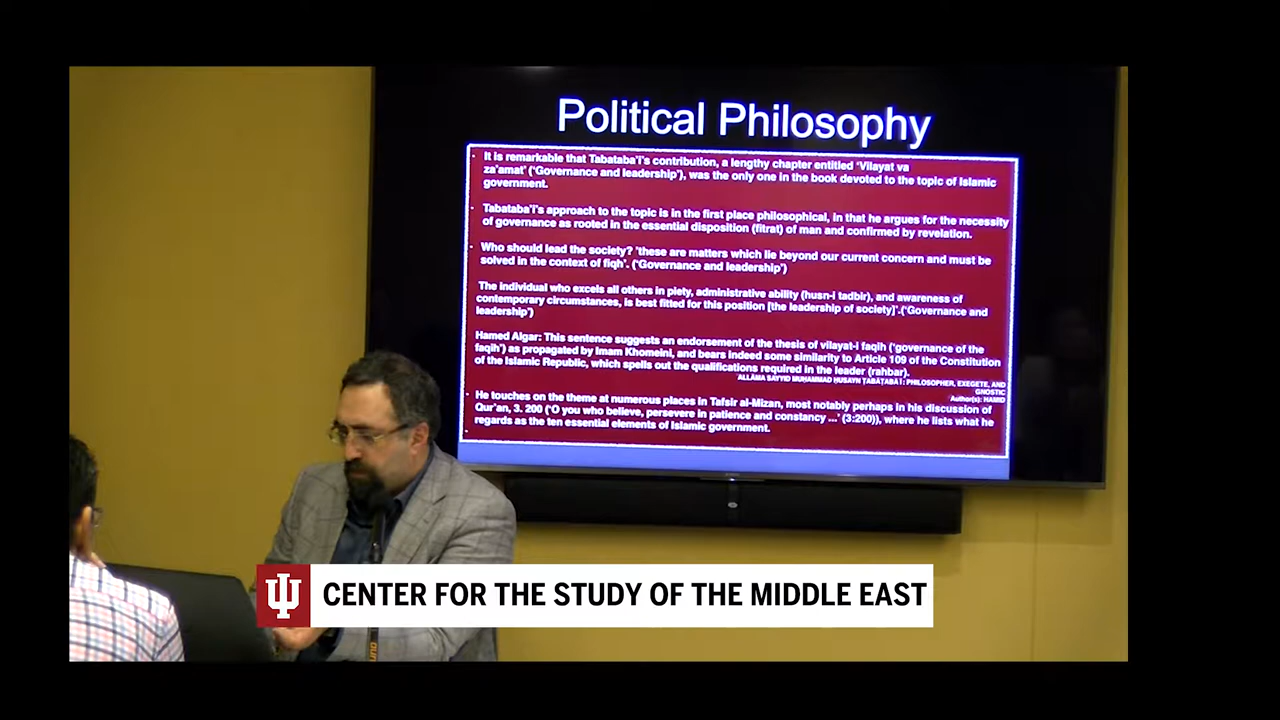 Political Philosophy
· It is remarkable that Tabataba'i's contribution, a lengthy chapter entitled 'Vilayat va
za'amat' ('Governance and leadership'), was the only one in the book devoted to the topic of Islamic
government.
· Tabataba'i's approach to the topic is in the first place philosophical, in that he argues for the necessity
of governance as rooted in the essential disposition (fitrat) of man and confirmed by revelation.
· Who should lead the society? 'these are matters which lie beyond our current concern and must be
solved in the context of fiqh'. ('Governance and leadership')
The individual who excels all others in piety, administrative ability (husn-i tadbir), and awareness of
contemporary circumstances, is best fitted for this position [the leadership of society]'.('Governance and
leadership')
Hamed Algar: This sentence suggests an endorsement of the thesis of vilayat-i faqih ('governance of the
faqih') as propagated by Imam Khomeini, and bears indeed some similarity to Article 109 of the Constitution
of the Islamic Republic, which spells out the qualifications required in the leader (rahbar).
ALLĀMA SAYYID MUḤAMMAD ḤUSAYN ṬABĀṬABĀʾĪ: PHILOSOPHER, EXEGETE, AND
GNOSTIC
Author(s): HAMID
· He touches on the theme at numerous places in Tafsir al-Mizan, most notably perhaps in his discussion of
Qur'an, 3. 200 ('O you who believe, persevere in patience and constancy ...' (3:200)), where he lists what he
regards as the ten essential elements of Islamic government.
CENTER FOR THE STUDY OF THE MIDDLE EAST